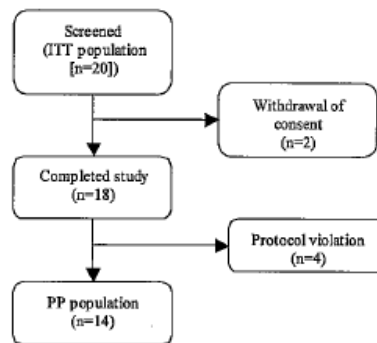 Screened
(ITT population
[n=20])
Withdrawal of
consent
(n=2)
Completed study
(n=18)
Protocol violation
(n=4)
PP population
(n=14)